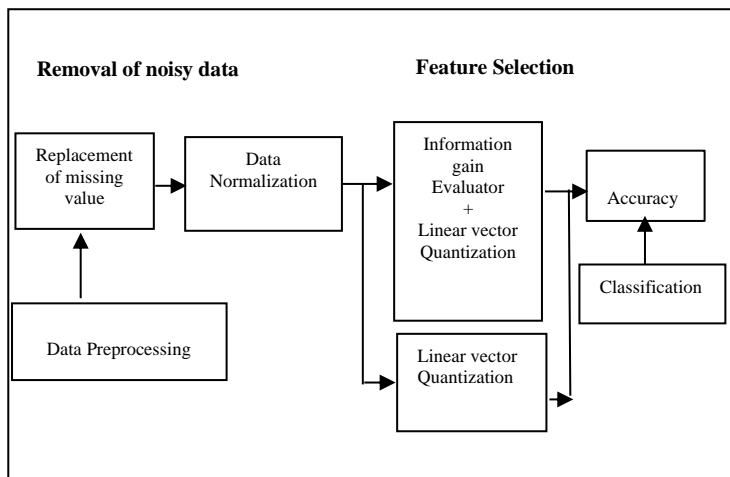 Removal of noisy data
Feature Selection
Replacement
of missing
value
Data
Normalization
Information
gain
Evaluator
+
Linear vector
Quantization
Accuracy
Classification
Data Preprocessing
Linear vector
Quantization